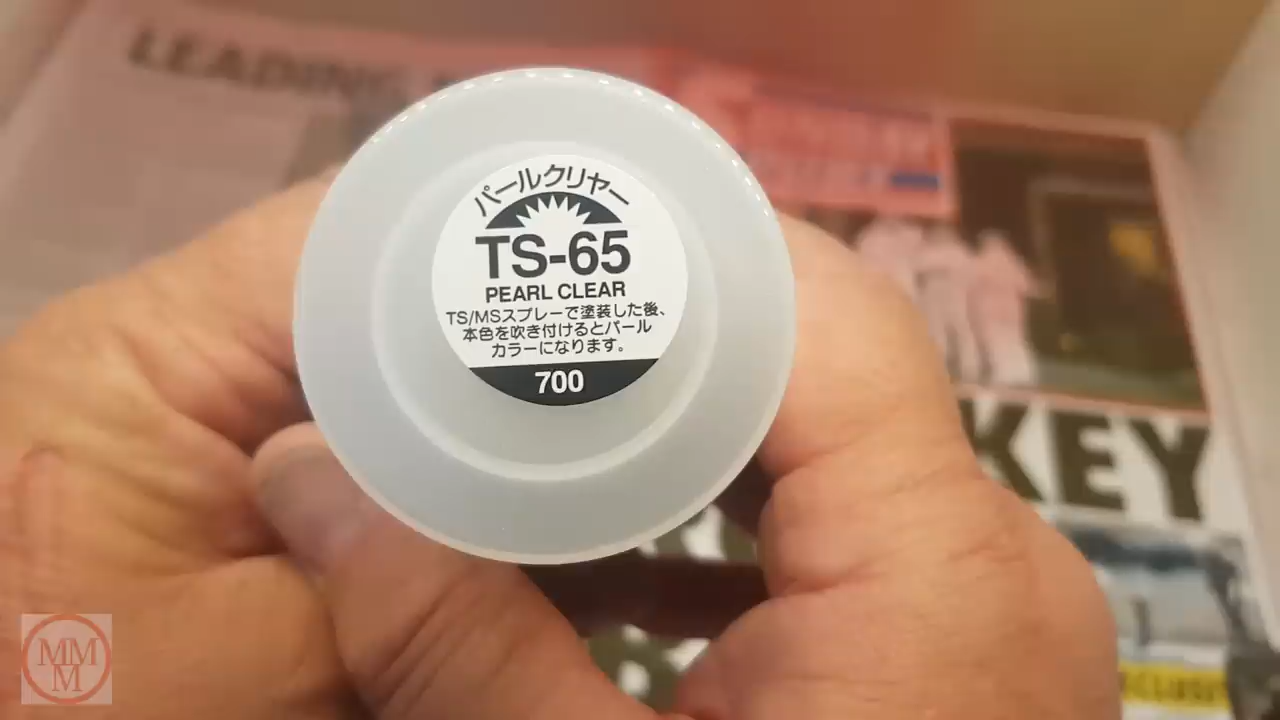 LEADING
パールクリヤー
TS-65
PEARL CLEAR
TS/MSスプレーで塗装した後、
本色を吹き付けるとパール
カラーになります。
700
KEY
MM
M